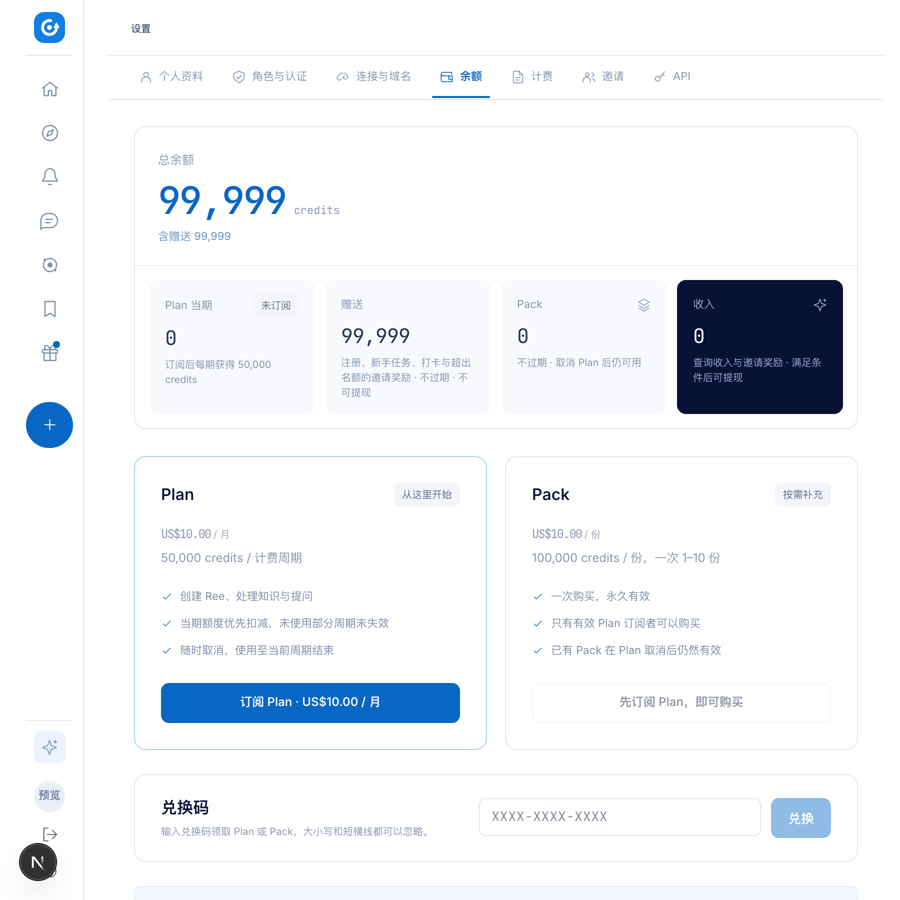 设置
个人资料
角色与认证
连接与域名
余额
计费
邀请
API
总余额
99,999 credits
含赠送 99,999
Plan 当期
未订阅
0
订阅后每期获得 50,000
credits
赠送
99,999
注册、新手任务、打卡与超出
名额的邀请奖励 · 不过期 · 不
可提现
Pack
0
不过期 · 取消 Plan 后仍可用
收入
0
查询收入与邀请奖励 · 满足条
件后可提现
Plan
从这里开始
US$10.00 / 月
50,000 credits / 计费周期
创建 Ree、处理知识与提问
当期额度优先扣减，未使用部分周期末失效
随时取消，使用至当前周期结束
订阅 Plan · US$10.00 / 月
Pack
按需补充
US$10.00 / 份
100,000 credits / 份，一次 1–10 份
一次购买，永久有效
只有有效 Plan 订阅者可以购买
已有 Pack 在 Plan 取消后仍然有效
先订阅 Plan，即可购买
兑换码
输入兑换码领取 Plan 或 Pack，大小写和短横线都可以忽略。
XXXX-XXXX-XXXX
兑换
预览
N